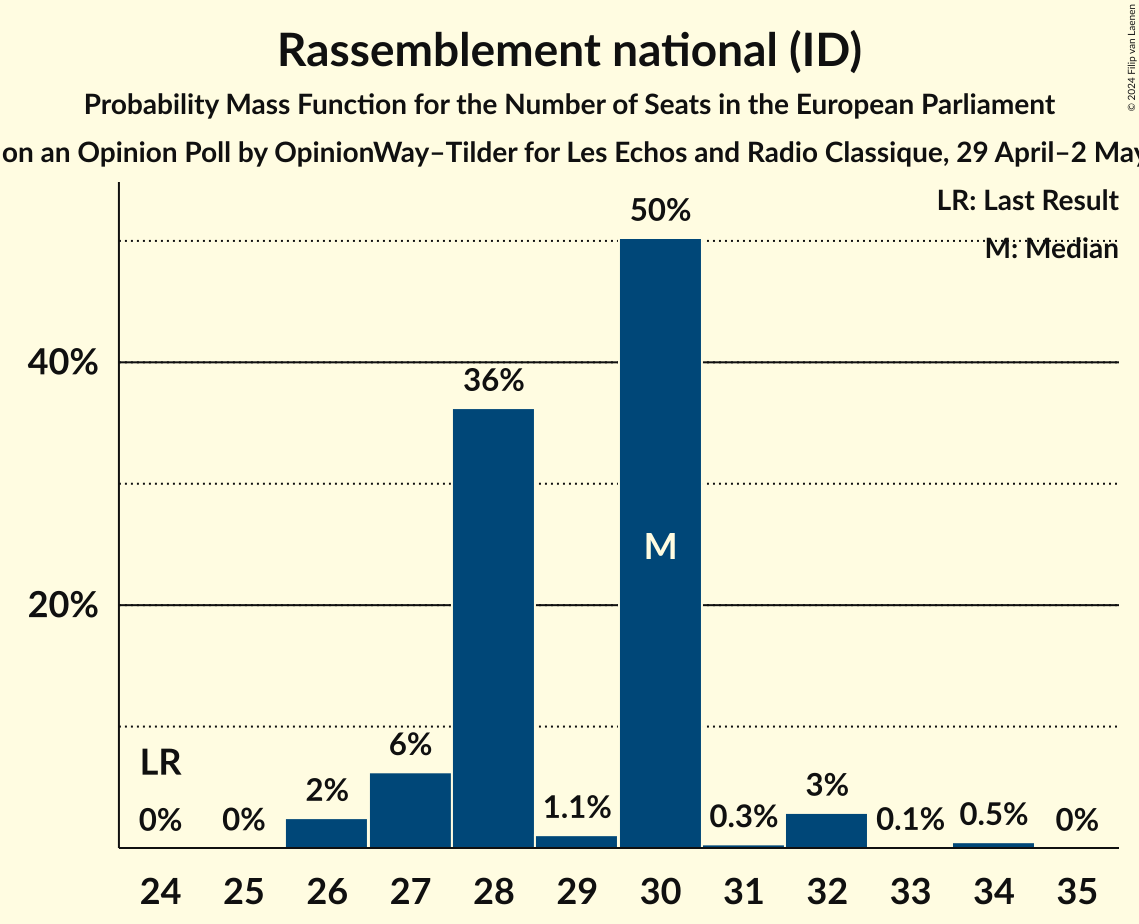 Rassemblement national (ID)
Probability Mass Function for the Number of Seats in the European Parliament
on an Opinion Poll by OpinionWay–Tilder for Les Echos and Radio Classique, 29 April–2 May
© 2024 Filip van Laenen
LR: Last Result
M: Median
50%
40%
36%
M
20%
LR
6%
2%
3%
1.1%
0.3%
0.1%
0.5%
0%
0%
0%
24 25 26 27 28 29 30 31 32 33 34 35